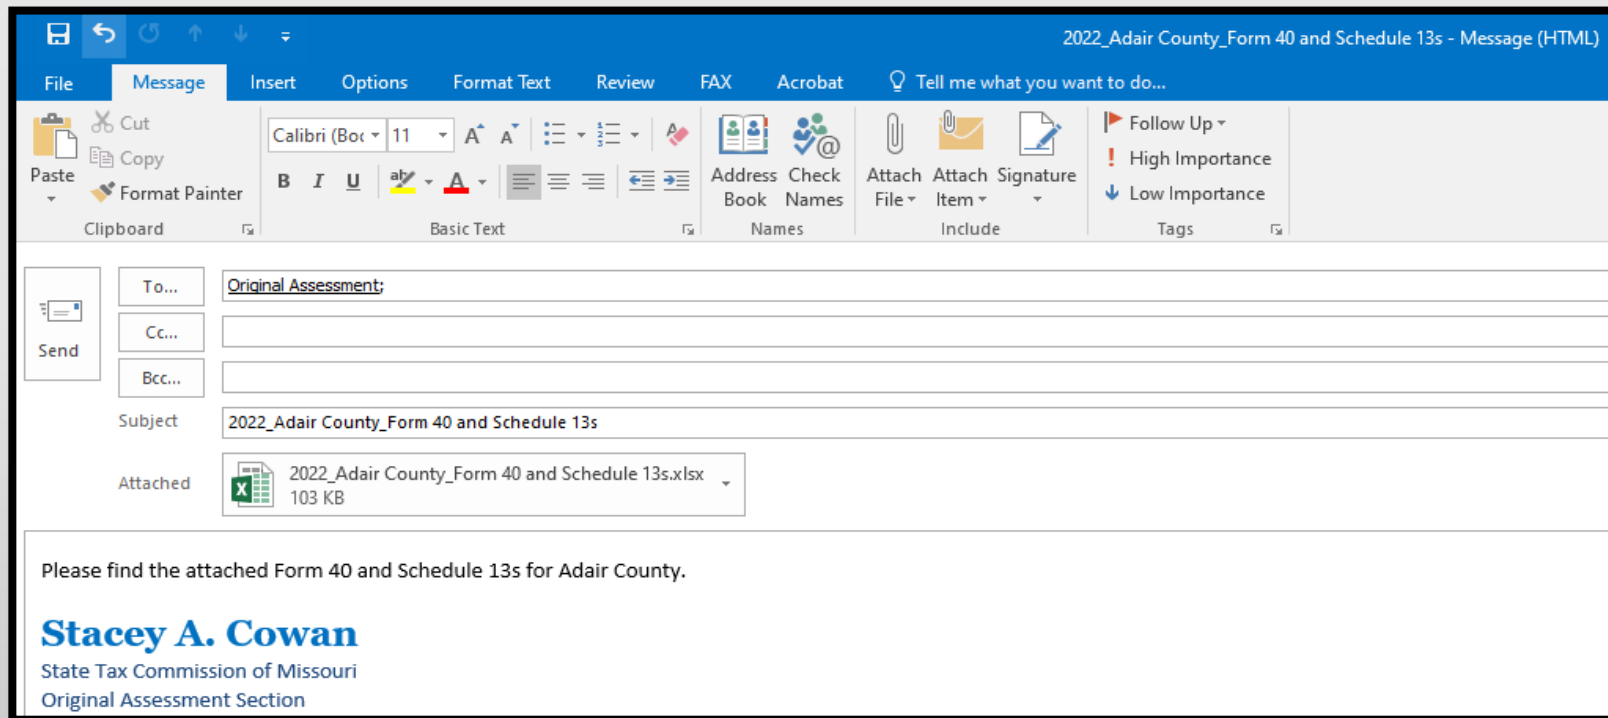 2022_Adair County_Form 40 and Schedule 13s - Message (HTML)
File Message Insert Options Format Text Review FAX Acrobat Tell me what you want to do...
Paste
Cut
Copy
Format Painter
Clipboard
Calibri (Boc 11
B I U
Basic Text
Address Book
Check Names
Names
Attach File
Attach Item
Signature
Include
Follow Up
High Importance
Low Importance
Tags
Send
To... Original Assessment;
Cc...
Bcc...
Subject 2022_Adair County_Form 40 and Schedule 13s
Attached 2022_Adair County_Form 40 and Schedule 13s.xlsx
103 KB
Please find the attached Form 40 and Schedule 13s for Adair County.
Stacey A. Cowan
State Tax Commission of Missouri
Original Assessment Section